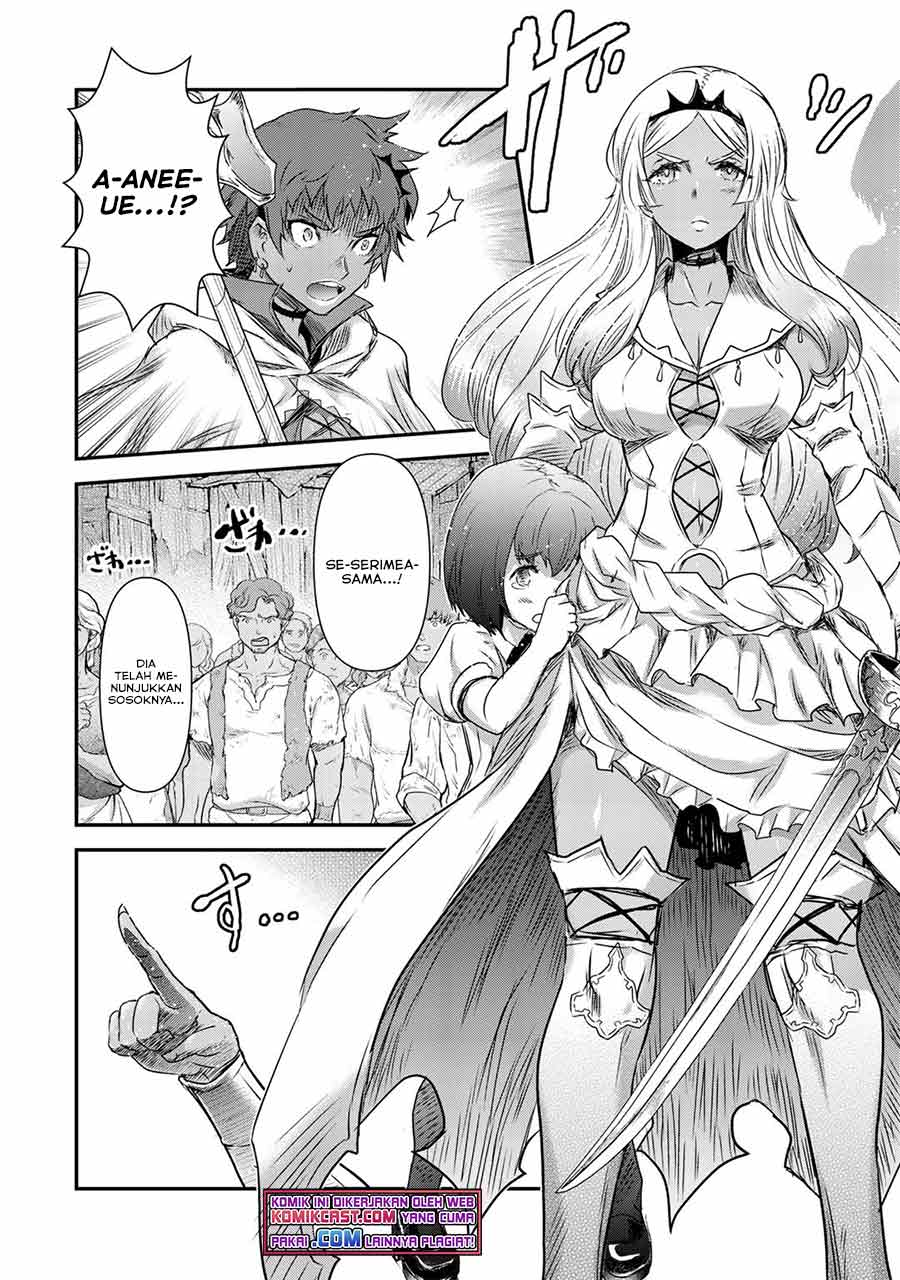 ザッ
A-ANEE-
UE...!?
SE-SERIMEA-
SAMA...!
ざわ...
ざわ...
DIA
TELAH ME-
NUNJUKKAN
SOSOKNYA...
す...
KOMIK INI DIKERJAKAN OLEH WEB
KOMIKCAST.COM YANG CUMA
PAKAI .COM LAINNYA PLAGIAT!